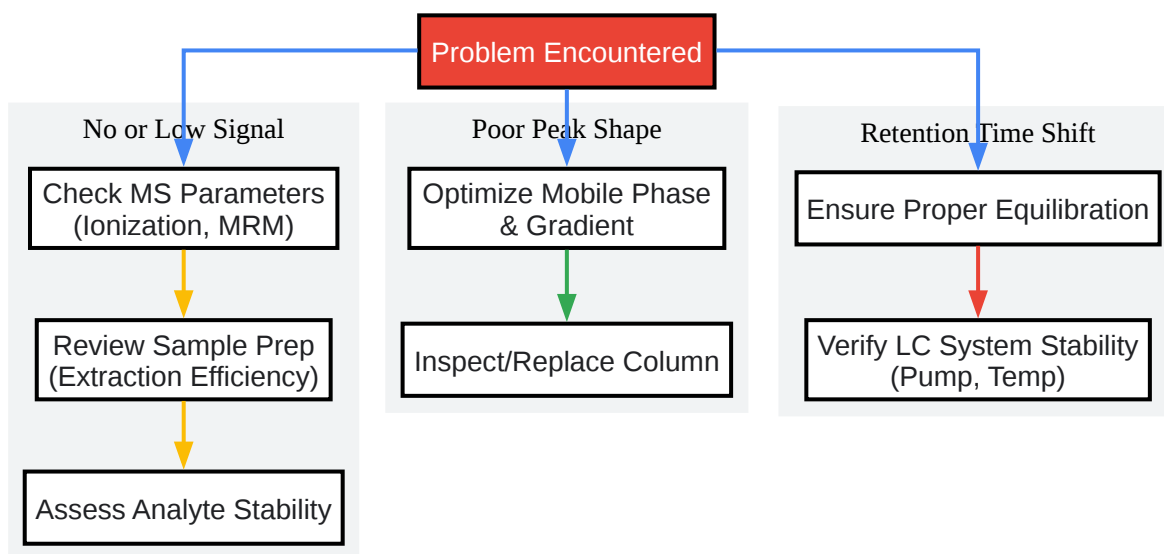 Problem Encountered
No or Low Signal
Check MS Parameters
(Ionization, MRM)
Review Sample Prep
(Extraction Efficiency)
Assess Analyte Stability
Poor Peak Shape
Optimize Mobile Phase
& Gradient
Inspect/Replace Column
Retention Time Shift
Ensure Proper Equilibration
Verify LC System Stability
(Pump, Temp)